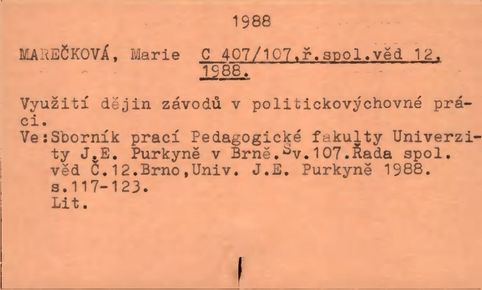 1988
MAREČKOVÁ, Marie C 407/107,ř.spol.věd 12,
1988.
Využití dějin závodů v politickovýchovné prá-
ci.
Ve:Sborník prací Pedagogické fakulty Univerzi-
ty J.E. Purkyně v Brně.Sv.107.Řada spol.
věd Č.12.Brno,Univ. J.E. Purkyně 1988.
s.117-123.
Lit.